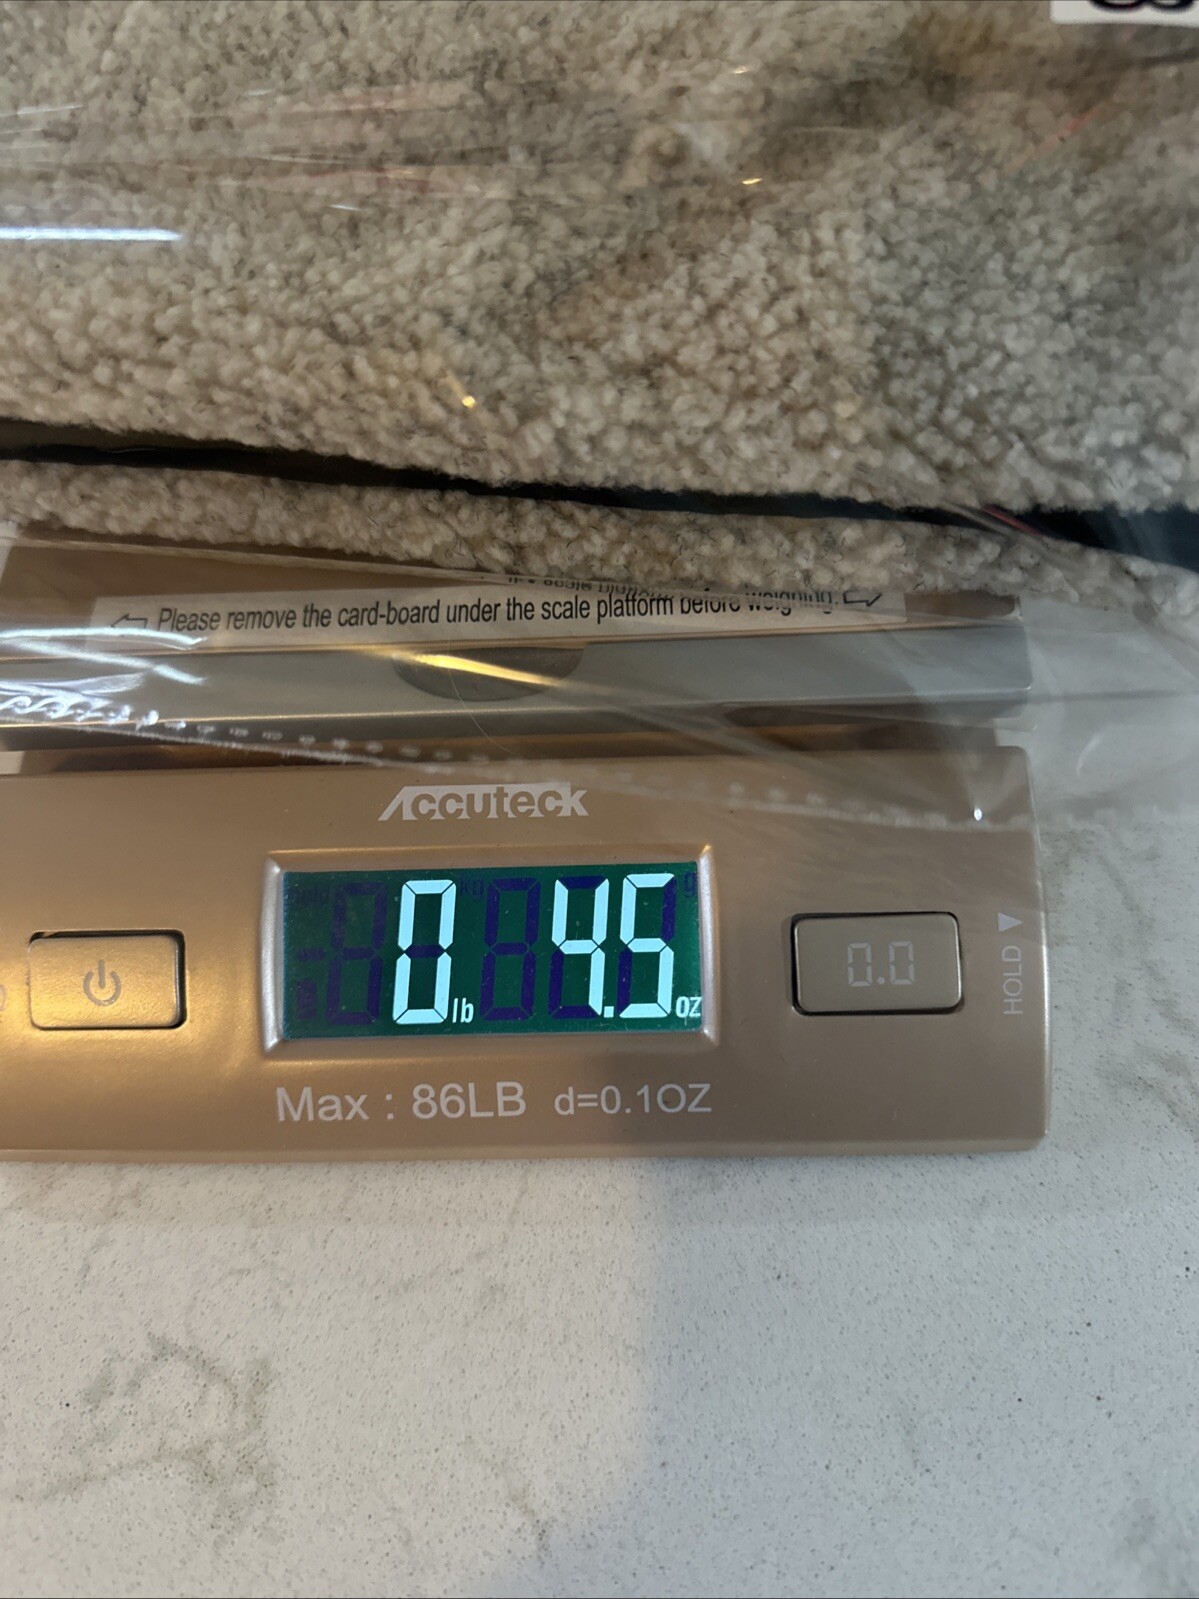 Please remove the card-board under the scale platform before weighing.
Accuteck
0 lb 4.5 oz
0.0
HOLD
Max : 86LB d=0.1OZ